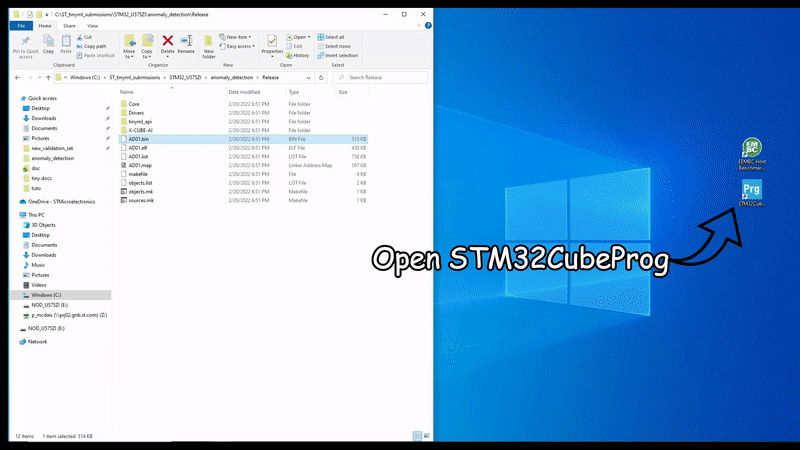 C:\ST_tinyml_submissions\STM32_U575ZI\anomaly_detection\Release
File Home Share View
Pin to Quick access
Copy
Paste
Cut
Copy path
Paste shortcut
Move to
Copy to
Delete
Rename
New folder
New item
Easy access
Properties
Open
Edit
History
Select all
Select none
Invert selection
Clipboard Organize New Open Select
Windows (C:) > ST_tinyml_submissions > STM32_U575ZI > anomaly_detection > Release
Search Release
Name Date modified Type Size
Quick access
Desktop
Downloads
Documents
Pictures
new_validation_set
anomaly_detection
doc
tiny docs
tuto
OneDrive - STMicroelectronics
This PC
3D Objects
Desktop
Documents
Downloads
Music
Pictures
Videos
Windows (C:)
NOD_U575ZI (E:)
p_mcdais (\\prj02.gnb.st.com) (Z:)
NOD_U575ZI (E:)
Network
Core 2/20/2022 6:51 PM File folder
Drivers 2/20/2022 6:51 PM File folder
tinyml_api 2/20/2022 6:51 PM File folder
X-CUBE-AI 2/20/2022 6:51 PM File folder
AD01.bin 2/20/2022 6:51 PM BIN File 315 KB
AD01.elf 2/20/2022 6:51 PM ELF File 428 KB
AD01.list 2/20/2022 6:51 PM LIST File 738 KB
AD01.map 2/20/2022 6:51 PM Linker Address Map 507 KB
makefile 2/20/2022 6:51 PM File 4 KB
objects.list 2/20/2022 6:51 PM LIST File 2 KB
objects.mk 2/20/2022 6:51 PM Makefile 1 KB
sources.mk 2/20/2022 6:51 PM Makefile 1 KB
12 items 1 item selected 314 KB
EEMBC Host
Benchmar...
Prg
STM32Cub...
Open STM32CubeProg